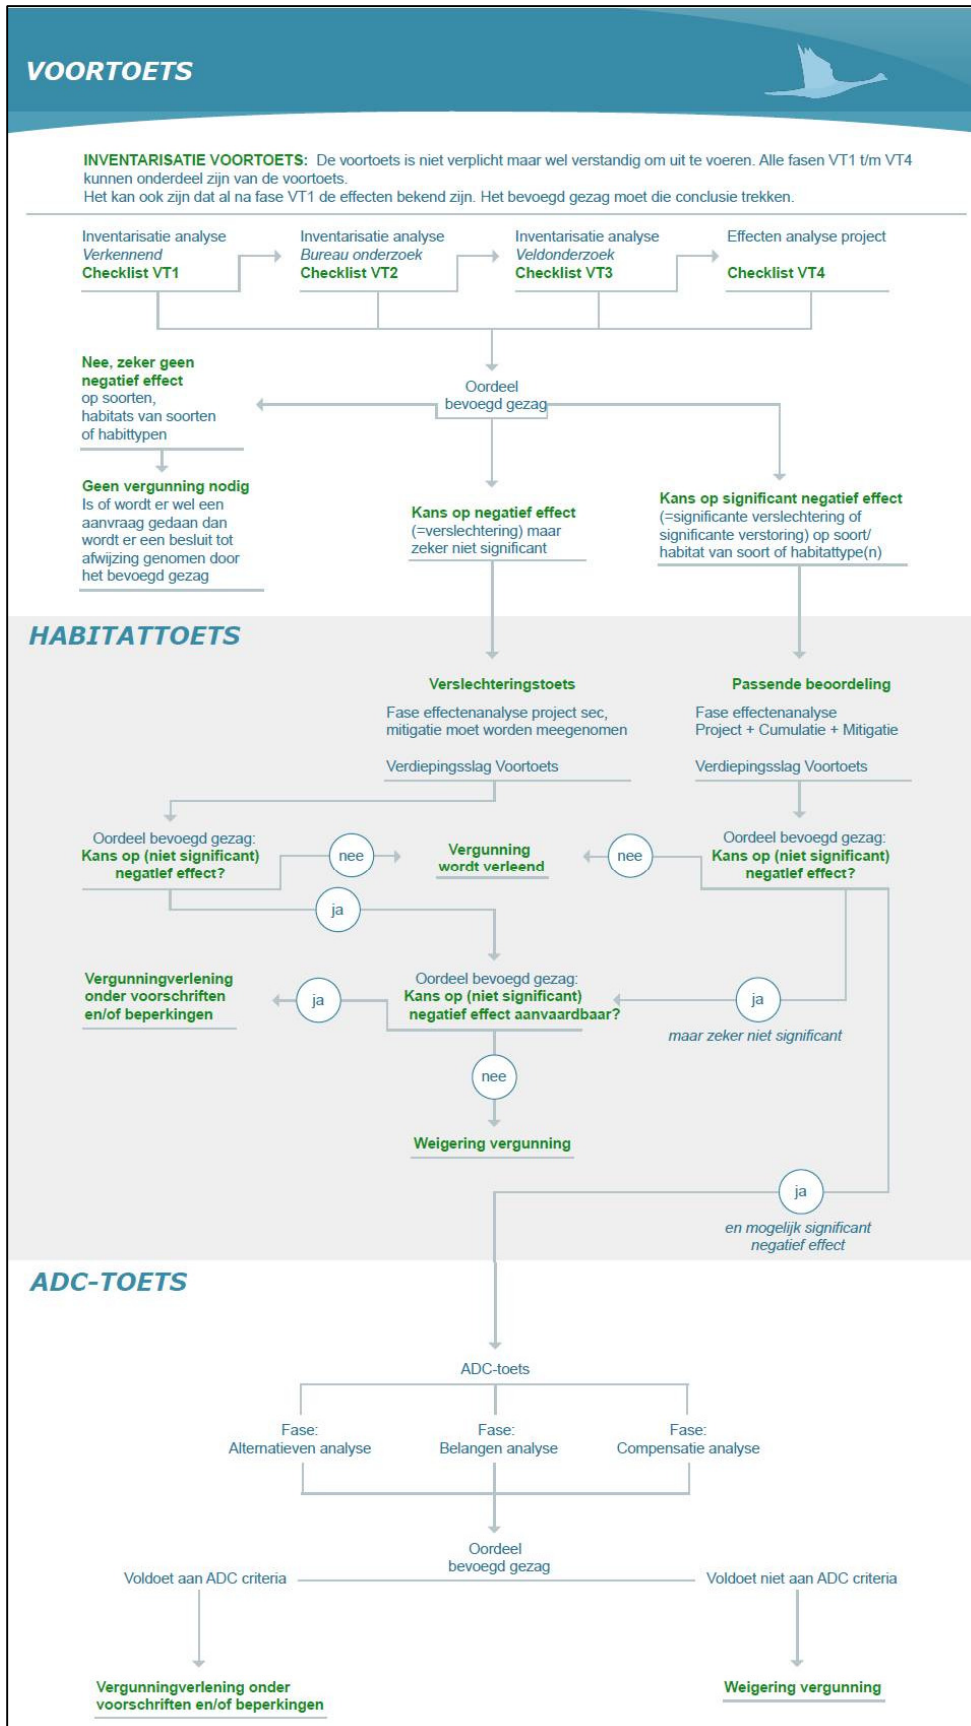 VOORTOETS
INVENTARISATIE VOORTOETS: De voortoets is niet verplicht maar wel verstandig om uit te voeren. Alle fasen VT1 t/m VT4
kunnen onderdeel zijn van de voortoets.
Het kan ook zijn dat al na fase VT1 de effecten bekend zijn. Het bevoegd gezag moet die conclusie trekken.
Inventarisatie analyse
Verkennend
Checklist VT1
Inventarisatie analyse
Bureau onderzoek
Checklist VT2
Inventarisatie analyse
Veldonderzoek
Checklist VT3
Effecten analyse project
Checklist VT4
Oordeel
bevoegd gezag
Nee, zeker geen
negatief effect
op soorten,
habitats van soorten
of habittypen
Geen vergunning nodig
Is of wordt er wel een
aanvraag gedaan dan
wordt er een besluit tot
afwijzing genomen door
het bevoegd gezag
Kans op negatief effect
(=verslechtering) maar
zeker niet significant
Kans op significant negatief effect
(=significante verslechtering of
significante verstoring) op soort/
habitat van soort of habitattype(n)
HABITATTOETS
Verslechteringstoets
Fase effectenanalyse project sec,
mitigatie moet worden meegenomen
Verdiepingsslag Voortoets
Passende beoordeling
Fase effectenanalyse
Project + Cumulatie + Mitigatie
Verdiepingsslag Voortoets
Oordeel bevoegd gezag:
Kans op (niet significant)
negatief effect?
nee
Vergunning
wordt verleend
nee
Oordeel bevoegd gezag:
Kans op (niet significant)
negatief effect?
ja
Vergunningverlening
onder voorschriften
en/of beperkingen
ja
Oordeel bevoegd gezag:
Kans op (niet significant)
negatief effect aanvaardbaar?
ja
maar zeker niet significant
nee
Weigering vergunning
ja
en mogelijk significant
negatief effect
ADC-TOETS
ADC-toets
Fase:
Alternatieven analyse
Fase:
Belangen analyse
Fase:
Compensatie analyse
Oordeel
bevoegd gezag
Voldoet aan ADC criteria
Voldoet niet aan ADC criteria
Vergunningverlening onder
voorschriften en/of beperkingen
Weigering vergunning